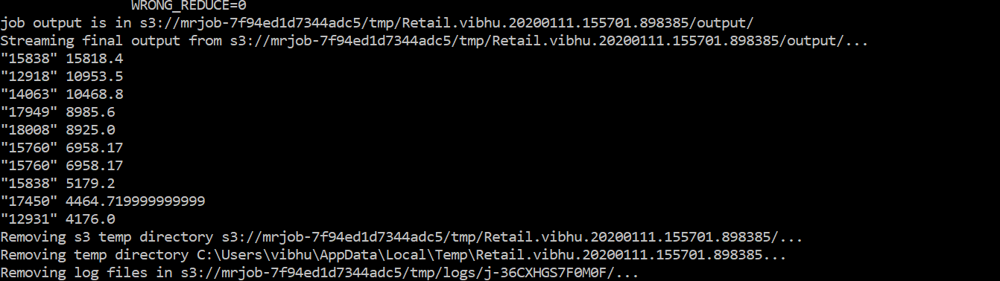 WRONG_REDUCE=0
job output is in s3://mrjob-7f94ed1d7344adc5/tmp/Retail.vibhu.20200111.155701.898385/output/
Streaming final output from s3://mrjob-7f94ed1d7344adc5/tmp/Retail.vibhu.20200111.155701.898385/output/...
"15838" 15818.4
"12918" 10953.5
"14063" 10468.8
"17949" 8985.6
"18008" 8925.0
"15760" 6958.17
"15760" 6958.17
"15838" 5179.2
"17450" 4464.719999999999
"12931" 4176.0
Removing s3 temp directory s3://mrjob-7f94ed1d7344adc5/tmp/Retail.vibhu.20200111.155701.898385/...
Removing temp directory C:\Users\vibhu\AppData\Local\Temp\Retail.vibhu.20200111.155701.898385...
Removing log files in s3://mrjob-7f94ed1d7344adc5/tmp/logs/j-36CXHGS7F0M0F/...